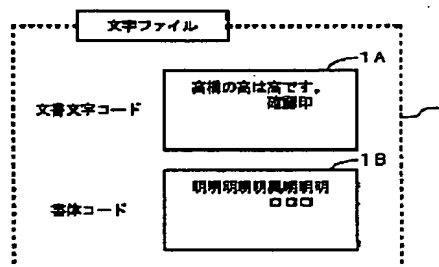 文字ファイル
1A
高橋の高は高です。
確認印
文書文字コード
1B
明明明明明異明明明
□□□
書体コード